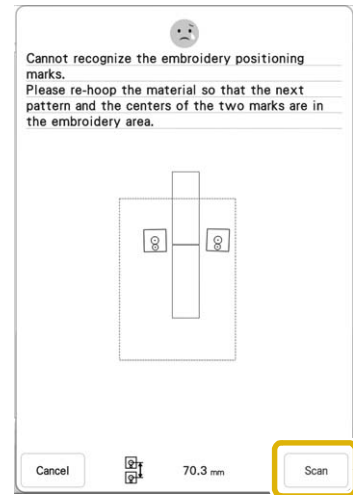 Cannot recognize the embroidery positioning
marks.
Please re-hoop the material so that the next
pattern and the centers of the two marks are in
the embroidery area.
Cancel
70.3 mm
Scan